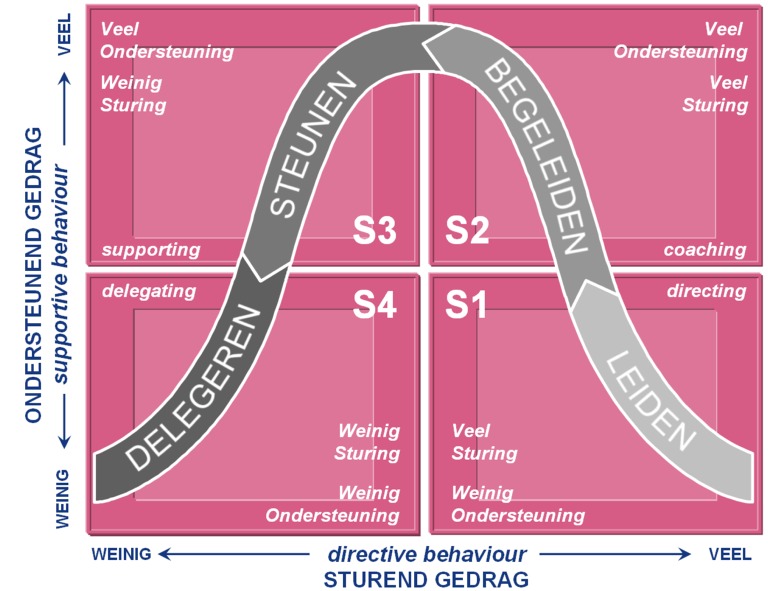 VEEL
ONDERSTEUNEND GEDRAG
supportive behaviour
WEINIG
Veel
Ondersteuning
Weinig
Sturing
supporting
S3
STEUNEN
Veel
Ondersteuning
Veel
Sturing
S2
coaching
BEGELEIDEN
delegating
S4
DELEGEREN
Weinig
Sturing
Weinig
Ondersteuning
S1
directing
LEIDEN
Veel
Sturing
Weinig
Ondersteuning
WEINIG
directive behaviour
VEEL
STUREND GEDRAG